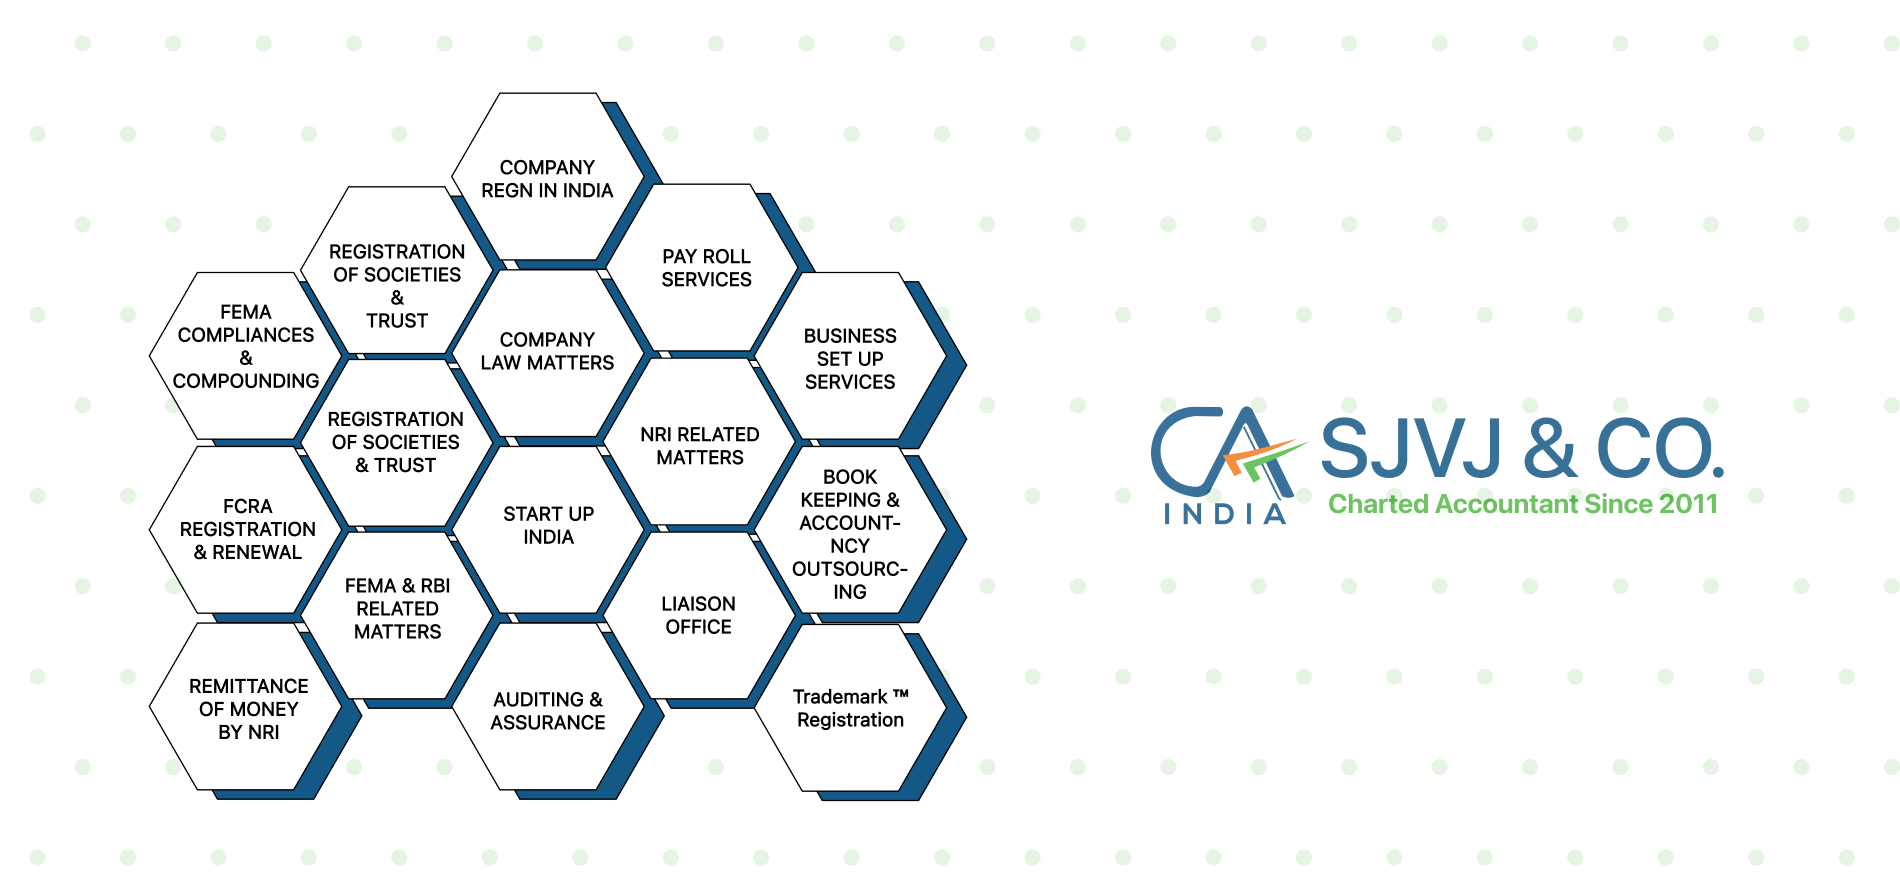 COMPANY
REGN IN INDIA
REGISTRATION
OF SOCIETIES
&
TRUST
PAY ROLL
SERVICES
FEMA
COMPLIANCES
&
COMPOUNDING
COMPANY
LAW MATTERS
BUSINESS
SET UP
SERVICES
REGISTRATION
OF SOCIETIES
& TRUST
NRI RELATED
MATTERS
FCRA
REGISTRATION
& RENEWAL
START UP
INDIA
BOOK
KEEPING &
ACCOUNT-
NCY
OUTSOURC-
ING
FEMA & RBI
RELATED
MATTERS
LIAISON
OFFICE
REMITTANCE
OF MONEY
BY NRI
AUDITING &
ASSURANCE
Trademark ™
Registration
CA
INDIA
SJVJ & CO.
Charted Accountant Since 2011